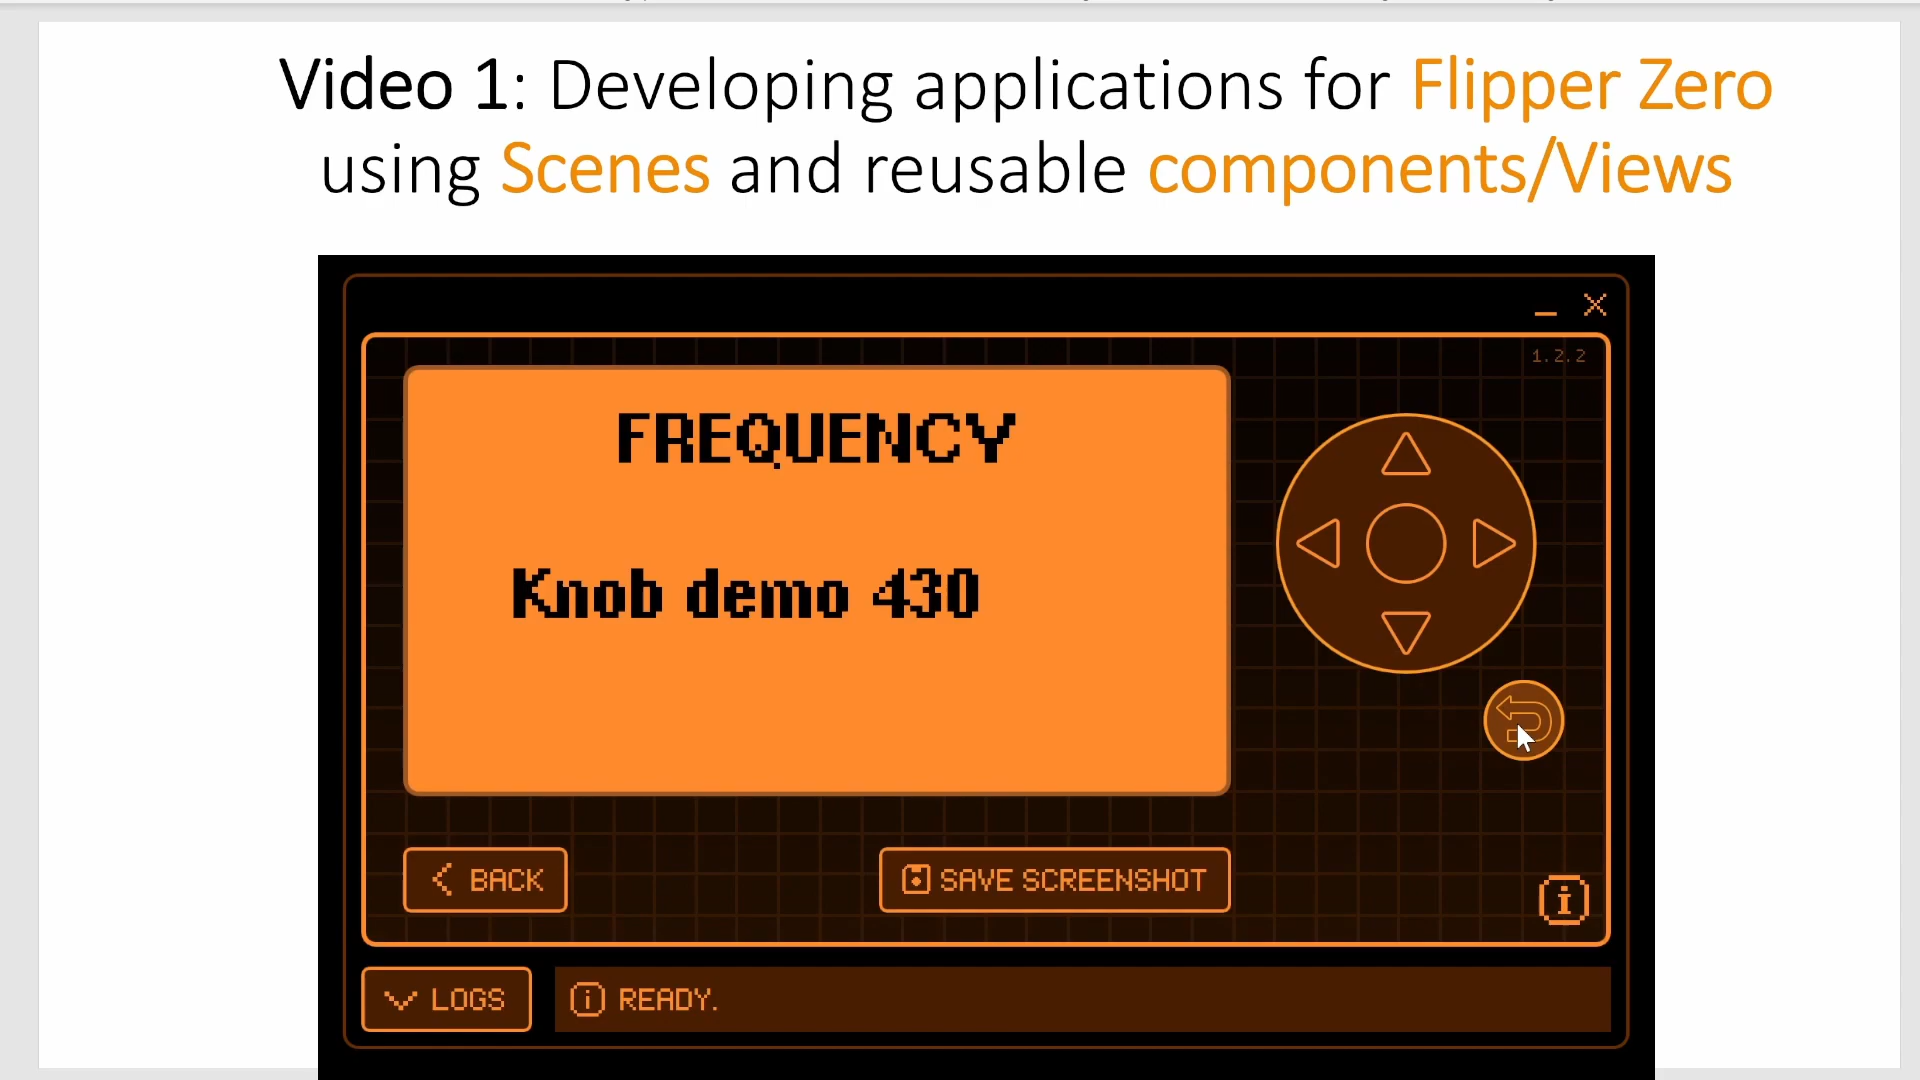 Video 1: Developing applications for Flipper Zero
using Scenes and reusable components/Views
1.2.2
FREQUENCY
Knob demo 430
BACK
SAVE SCREENSHOT
LOGS
READY.